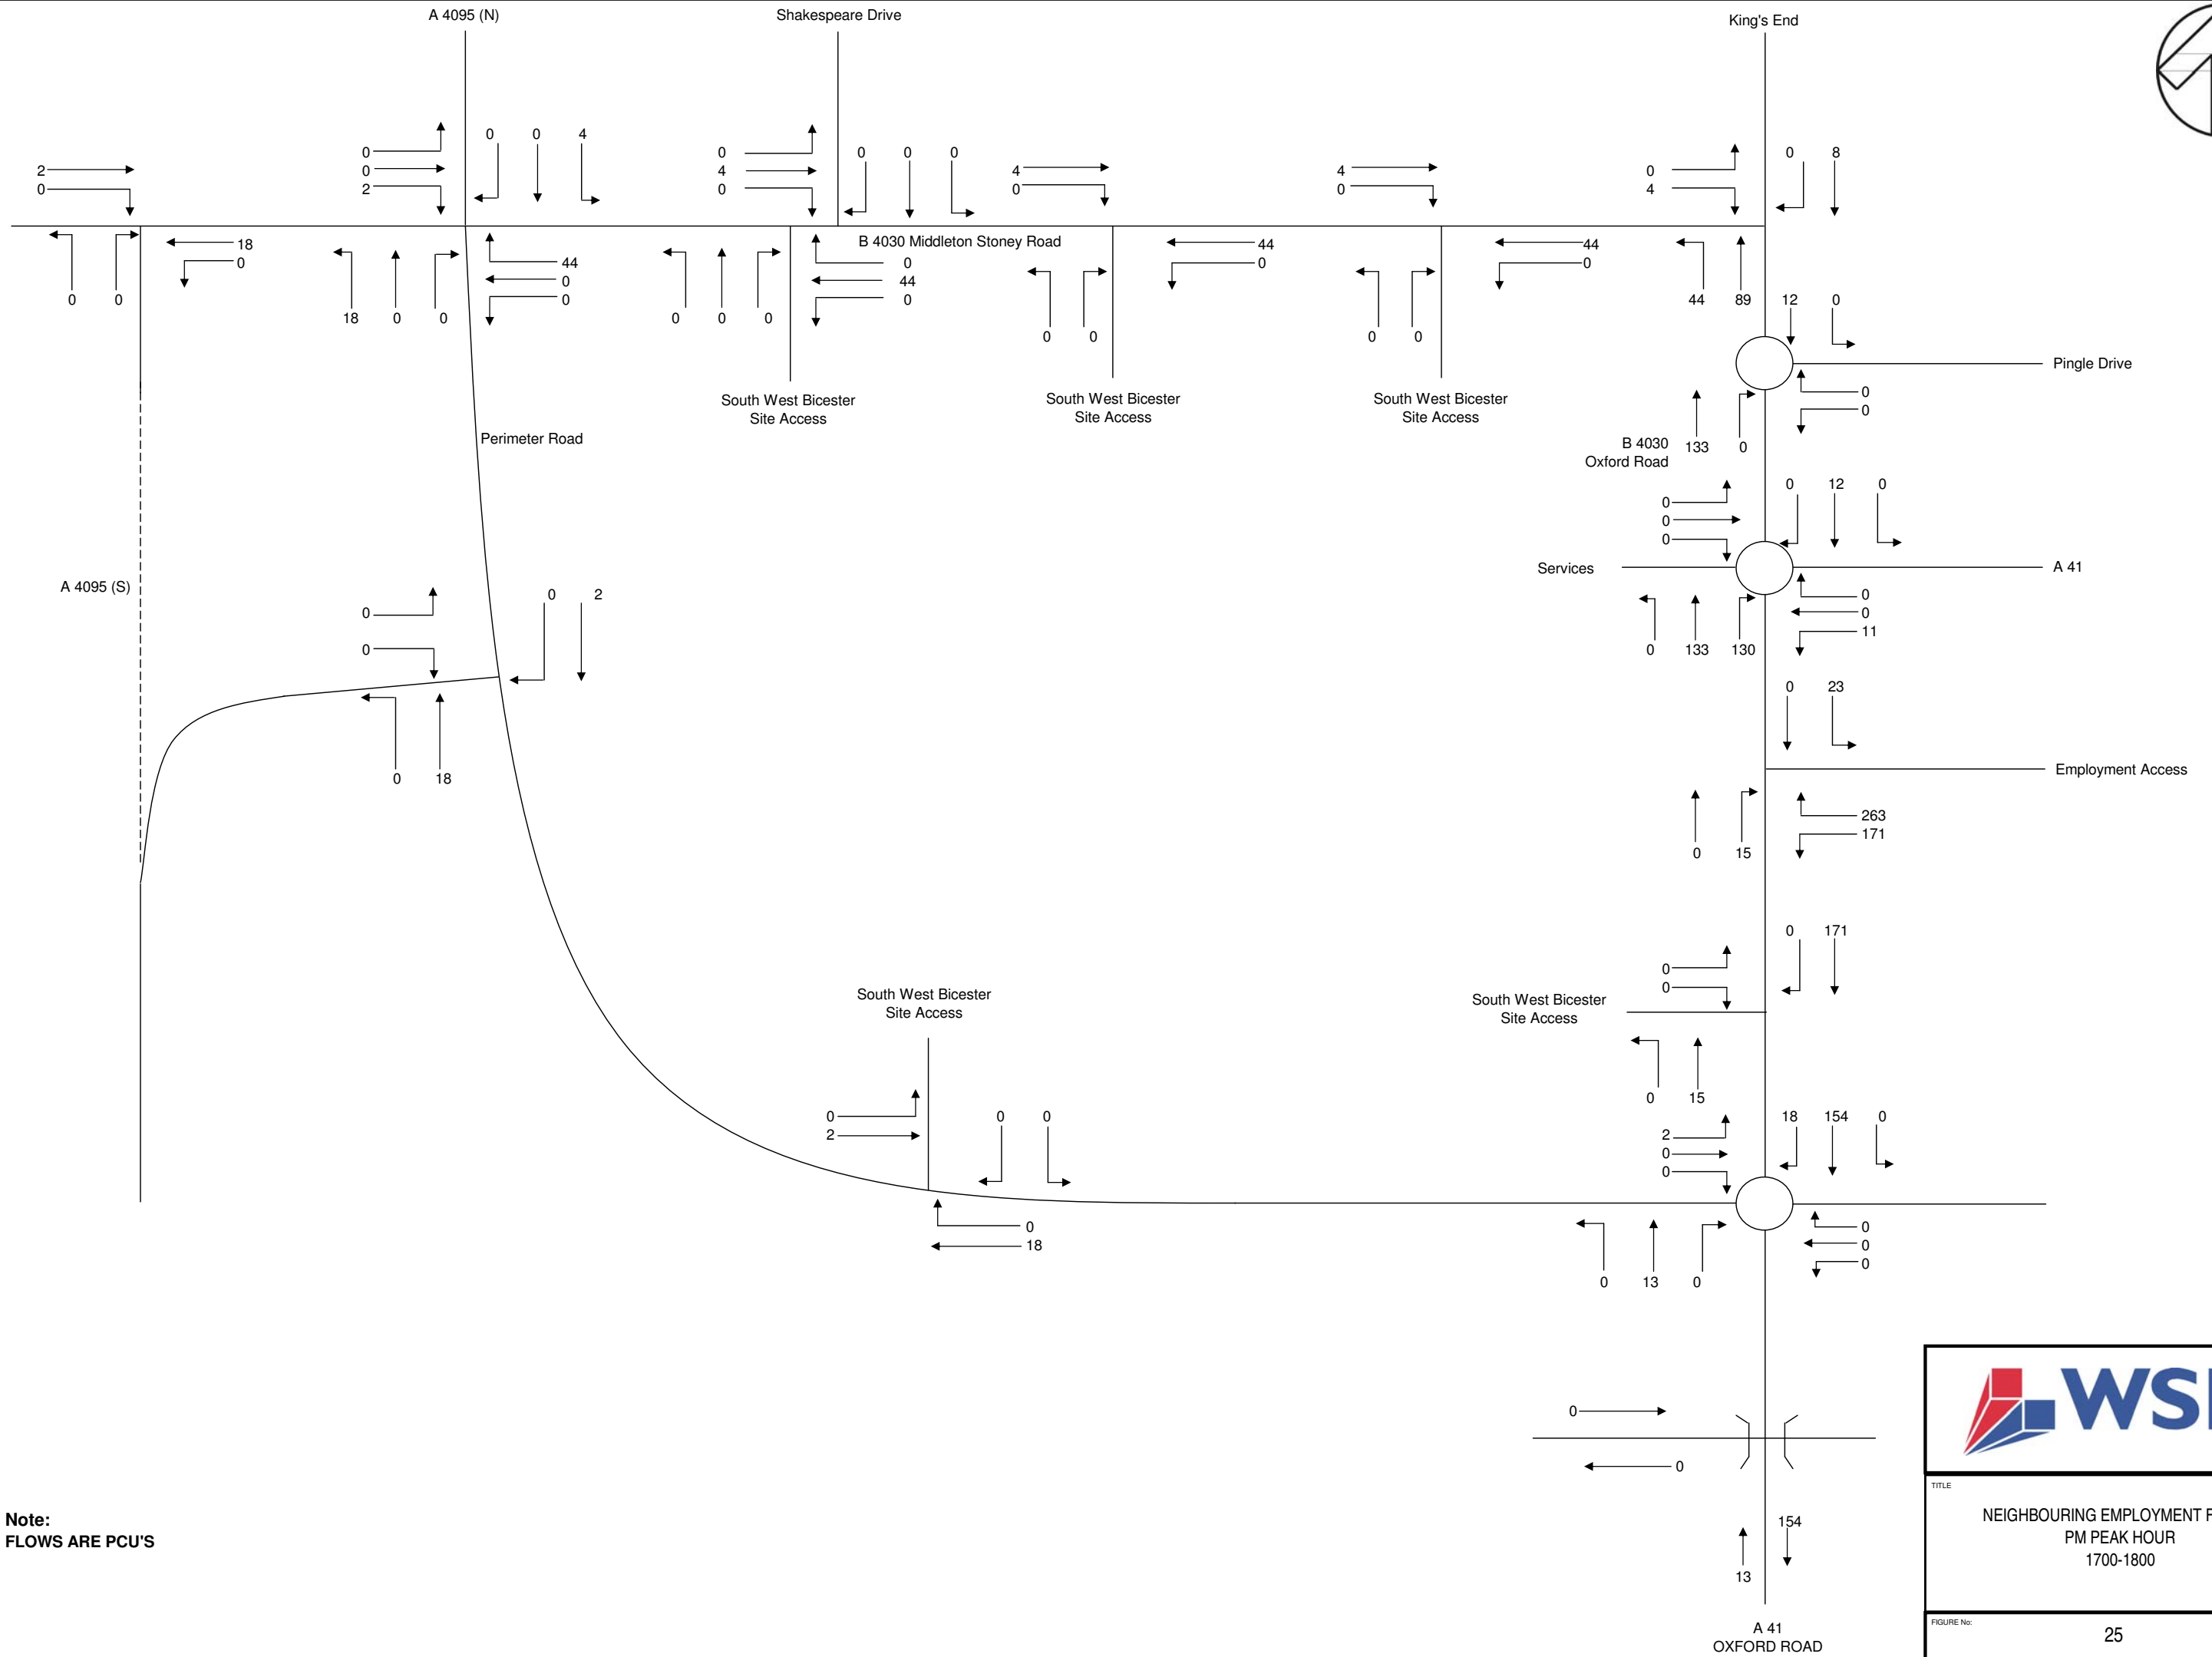 A 4095 (N)
Shakespeare Drive
King's End
2
0
0
0
2
0 0 4
0
4
0
0 0 0
4
0
4
0
0
4
0 8
B 4030 Middleton Stoney Road
18
0
0 0
18 0 0
44
0
0
0 0 0
0
44
0
0 0
44
0
0 0
44
0
44 89
12 0
Pingle Drive
0
0
South West Bicester
Site Access
South West Bicester
Site Access
South West Bicester
Site Access
Perimeter Road
B 4030
Oxford Road
133 0
0
0
0
0 12 0
Services
A 41
0
0
11
0 133 130
A 4095 (S)
0
0
0 2
0 18
0 23
Employment Access
0 15
263
171
0 171
0
0
South West Bicester
Site Access
0 15
South West Bicester
Site Access
0
2
0 0
0
18
2
0
0
18 154 0
0 13 0
0
0
0
0
0
13
154
A 41
OXFORD ROAD
Note:
FLOWS ARE PCU'S
TITLE
NEIGHBOURING EMPLOYMENT
PM PEAK HOUR
1700-1800
FIGURE No:
25